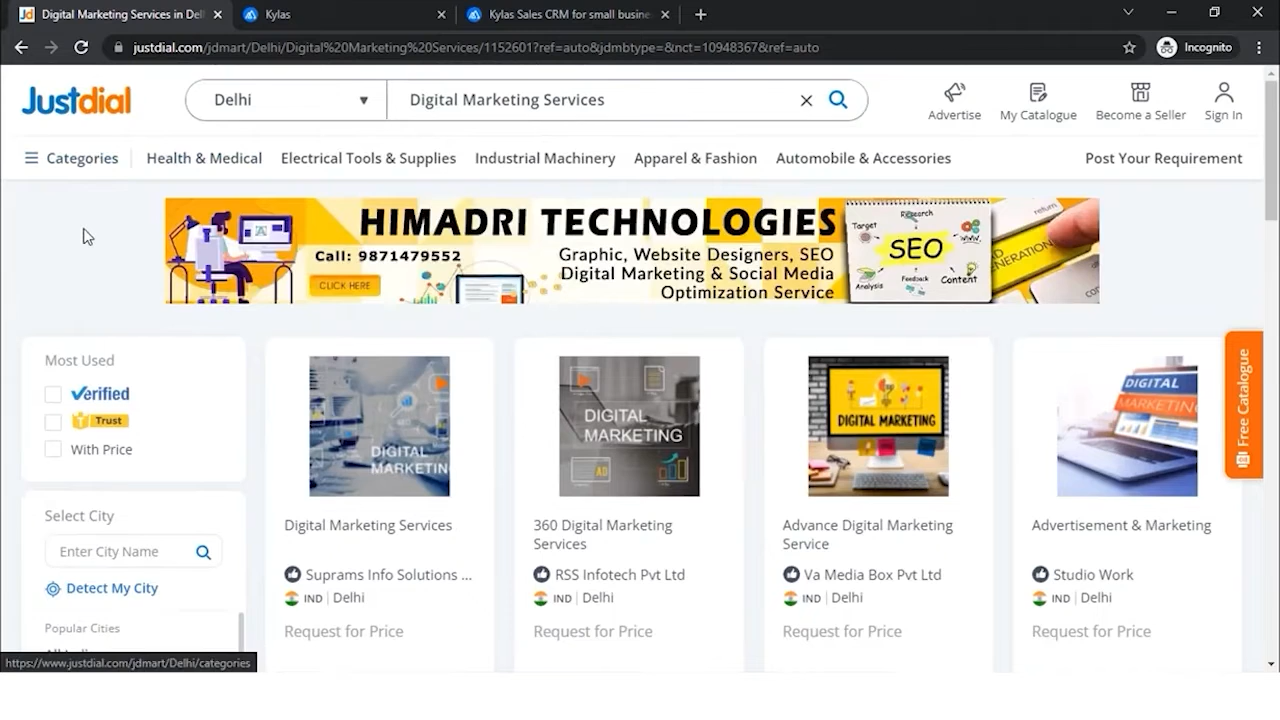 Digital Marketing Services in Del
Kylas
Kylas Sales CRM for small busine
justdial.com/jdmart/Delhi/Digital%20Marketing%20Services/1152601?ref=auto&jdmbtype=&nct=10948367&ref=auto
Incognito
Justdial
Delhi
Digital Marketing Services
Advertise
My Catalogue
Become a Seller
Sign In
Categories
Health & Medical
Electrical Tools & Supplies
Industrial Machinery
Apparel & Fashion
Automobile & Accessories
Post Your Requirement
HIMADRI TECHNOLOGIES
Call: 9871479552
CLICK HERE
Graphic, Website Designers, SEO
Digital Marketing & Social Media
Optimization Service
Research
Target
WWW
SEO
Feedback
Analysis
Content
return
Most Used
Verified
Trust
With Price
Select City
Enter City Name
Detect My City
Popular Cities
DIGITAL
MARKETIN
Digital Marketing Services
Suprams Info Solutions ...
IND | Delhi
Request for Price
DIGITAL
MARKETING
AD
360 Digital Marketing
Services
RSS Infotech Pvt Ltd
IND | Delhi
Request for Price
DIGITAL MARKETING
Advance Digital Marketing
Service
Va Media Box Pvt Ltd
IND | Delhi
Request for Price
DIGITAL
MARKETING
Advertisement & Marketing
Studio Work
IND | Delhi
Request for Price
Free Catalogue
https://www.justdial.com/jdmart/Delhi/categories